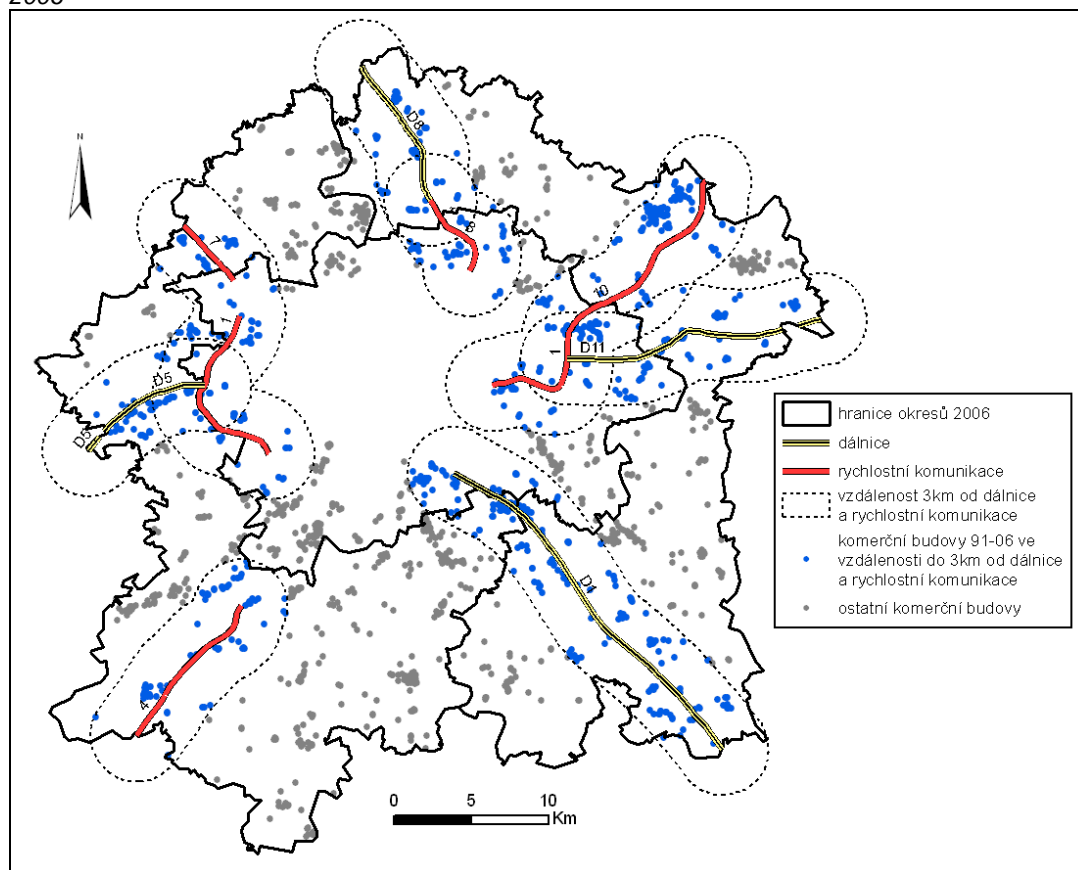 N
D8
8
7
10
1
1
D11
D5
D5
D1
4
hranice okresů 2006
dálnice
rychlostní komunikace
vzdálenost 3km od dálnice
a rychlostní komunikace
komerční budovy 91-06 ve
vzdálenosti do 3km od dálnice
a rychlostní komunikace
ostatní komerční budovy
0 5 10
Km